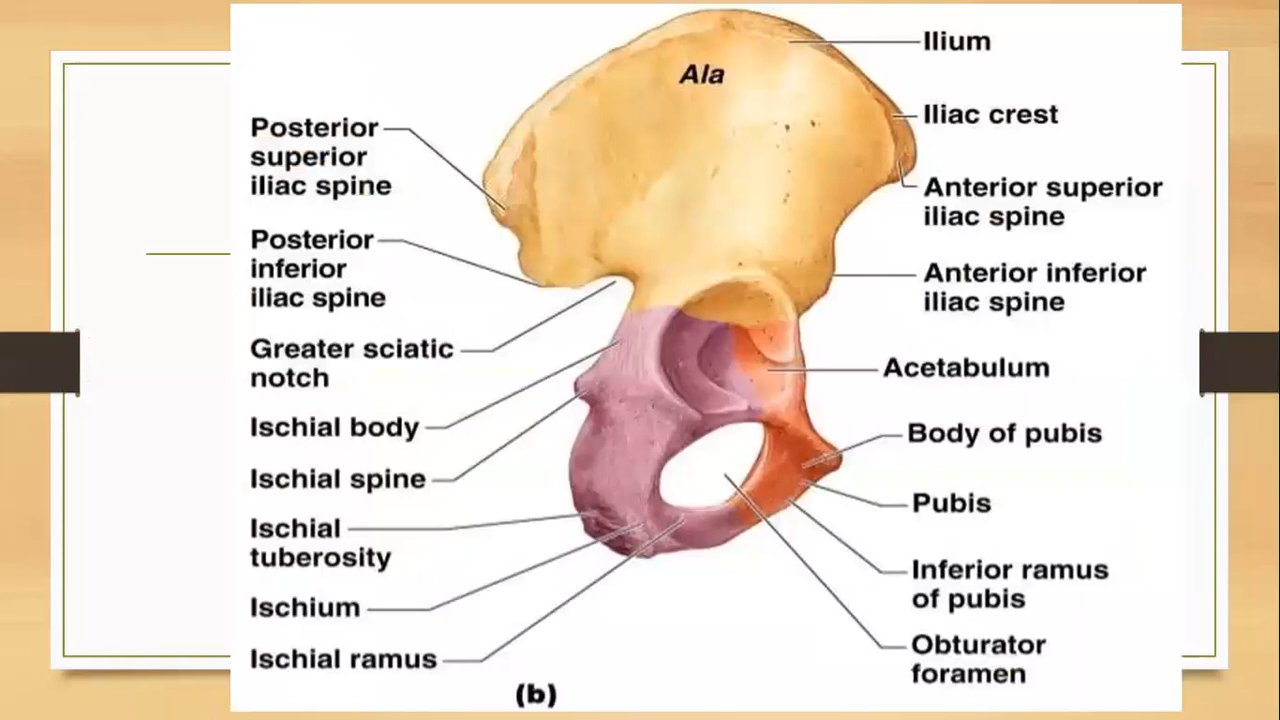 Ala
Posterior
superior
iliac spine
Posterior
inferior
iliac spine
Greater sciatic
notch
Ischial body
Ischial spine
Ischial
tuberosity
Ischium
Ischial ramus
Ilium
Iliac crest
Anterior superior
iliac spine
Anterior inferior
iliac spine
Acetabulum
Body of pubis
Pubis
Inferior ramus
of pubis
Obturator
foramen
(b)